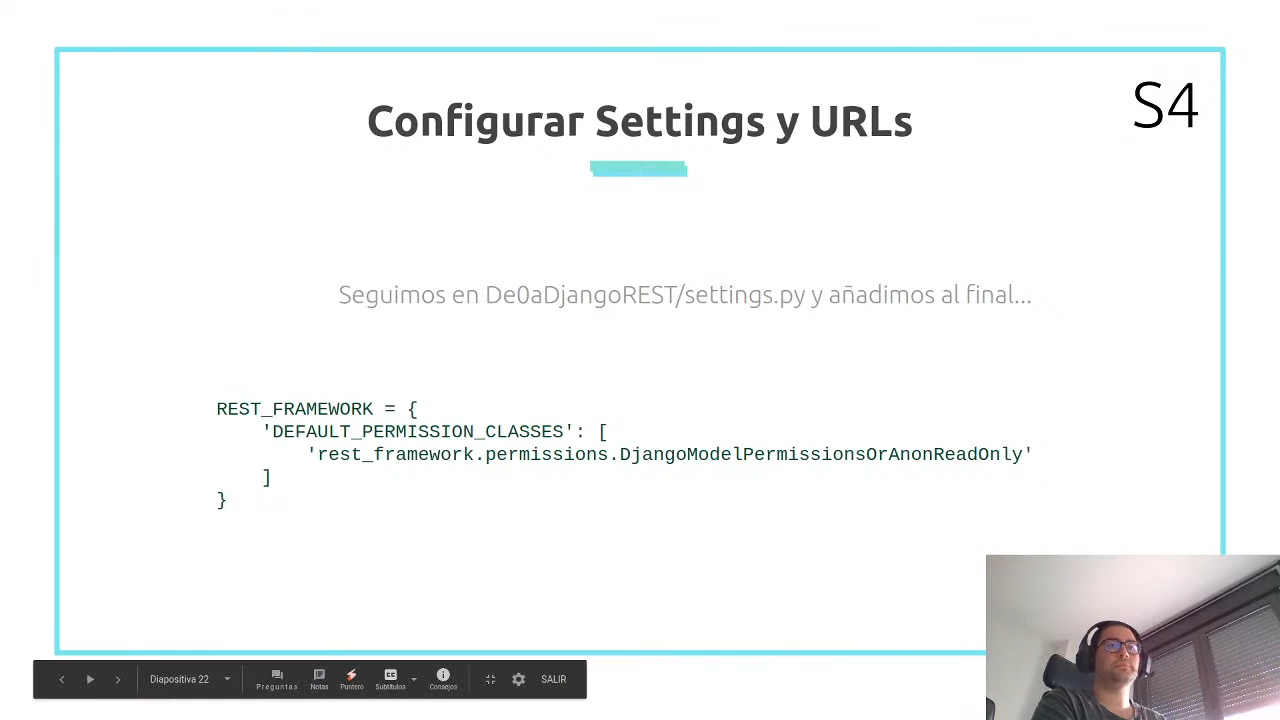 Configurar Settings y URLs
S4
Seguimos en De0aDjangoREST/settings.py y añadimos al final...
REST_FRAMEWORK = {
    'DEFAULT_PERMISSION_CLASSES': [
        'rest_framework.permissions.DjangoModelPermissionsOrAnonReadOnly'
    ]
}
Diapositiva 22
Preguntas
Notas
Puntero
CC
Subtítulos
Consejos
SALIR